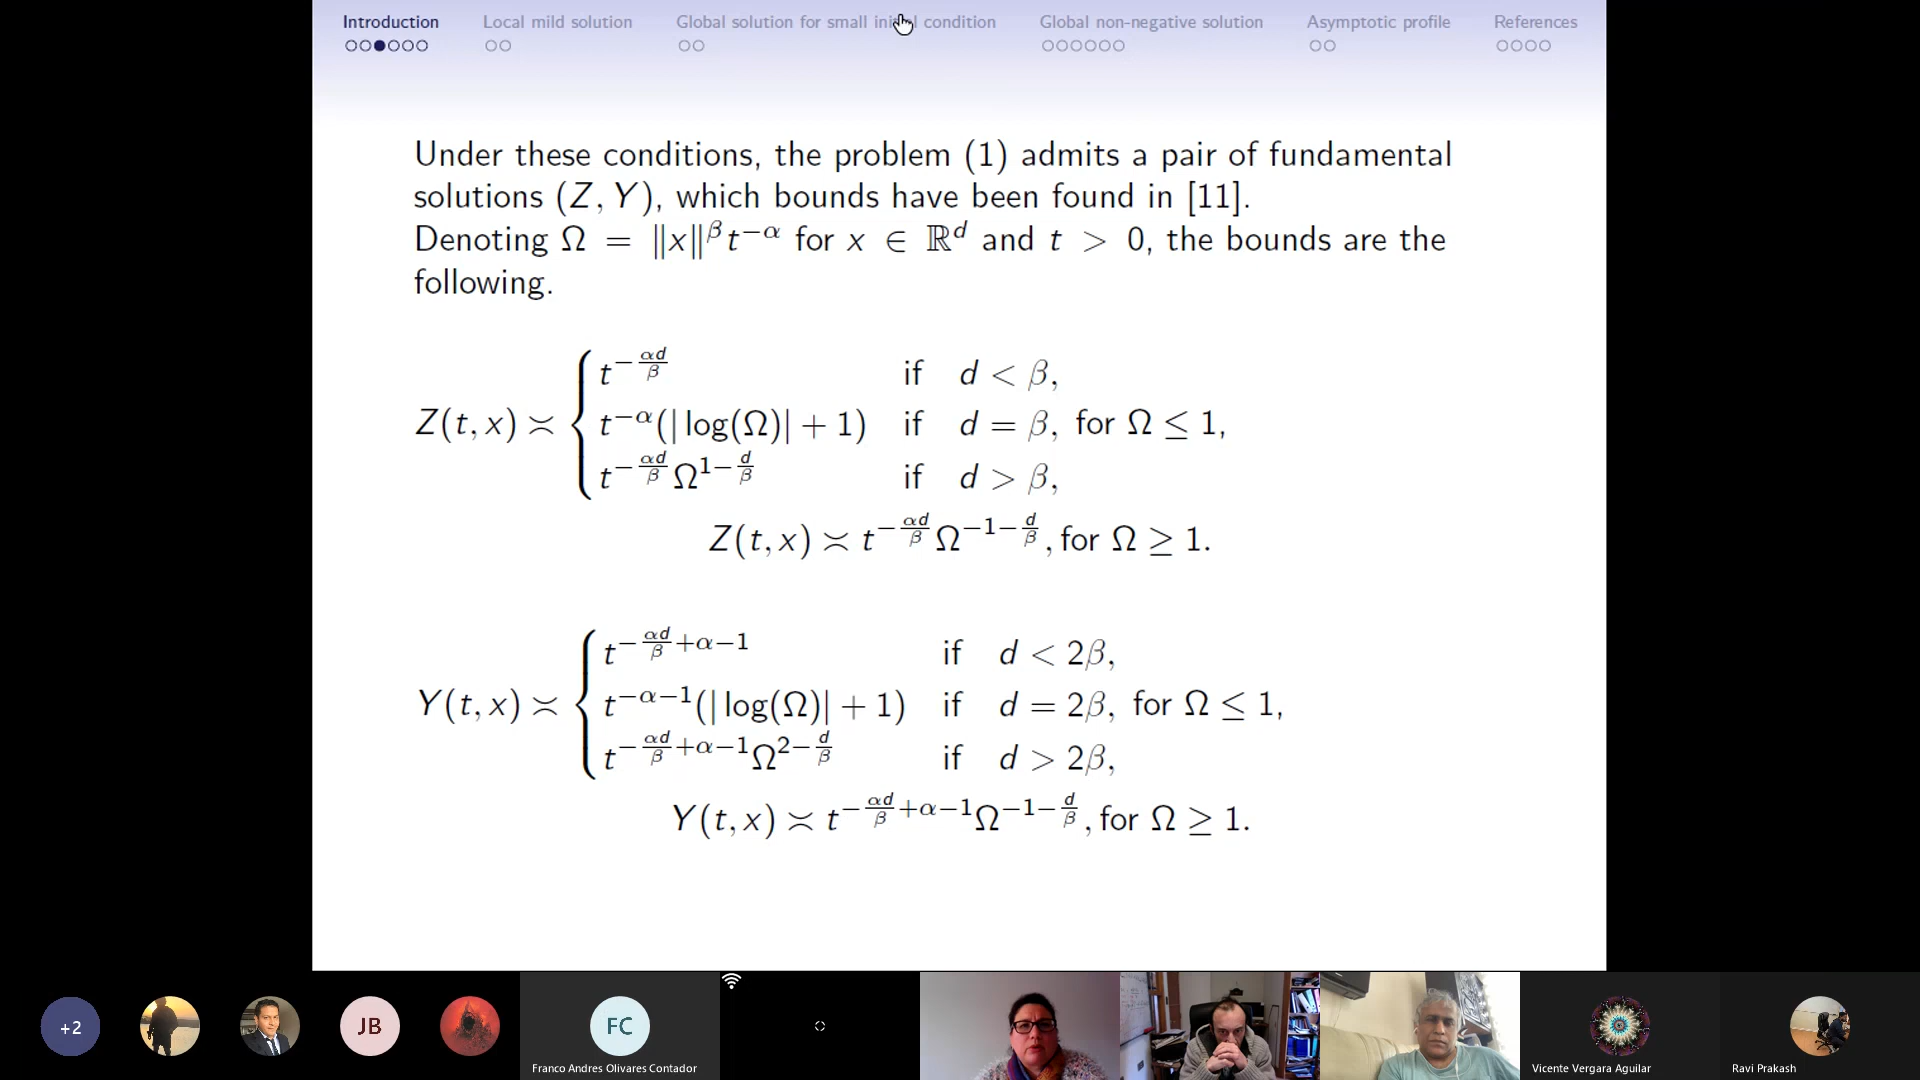 Introduction Local mild solution Global solution for small initial condition Global non-negative solution Asymptotic profile References
Under these conditions, the problem (1) admits a pair of fundamental
solutions (Z, Y), which bounds have been found in [11].
Denoting Ω = ‖x‖^β t^{−α} for x ∈ ℝ^d and t > 0, the bounds are the
following.
Z(t, x) ≍ { t^{−αd/β} if d < β,
t^{−α}(| log(Ω)| + 1) if d = β, for Ω ≤ 1,
t^{−αd/β} Ω^{1−d/β} if d > β,
Z(t, x) ≍ t^{−αd/β} Ω^{−1−d/β}, for Ω ≥ 1.
Y(t, x) ≍ { t^{−αd/β+α−1} if d < 2β,
t^{−α−1}(| log(Ω)| + 1) if d = 2β, for Ω ≤ 1,
t^{−αd/β+α−1} Ω^{2−d/β} if d > 2β,
Y(t, x) ≍ t^{−αd/β+α−1} Ω^{−1−d/β}, for Ω ≥ 1.
+2 JB FC
Franco Andres Olivares Contador Vicente Vergara Aguilar Ravi Prakash